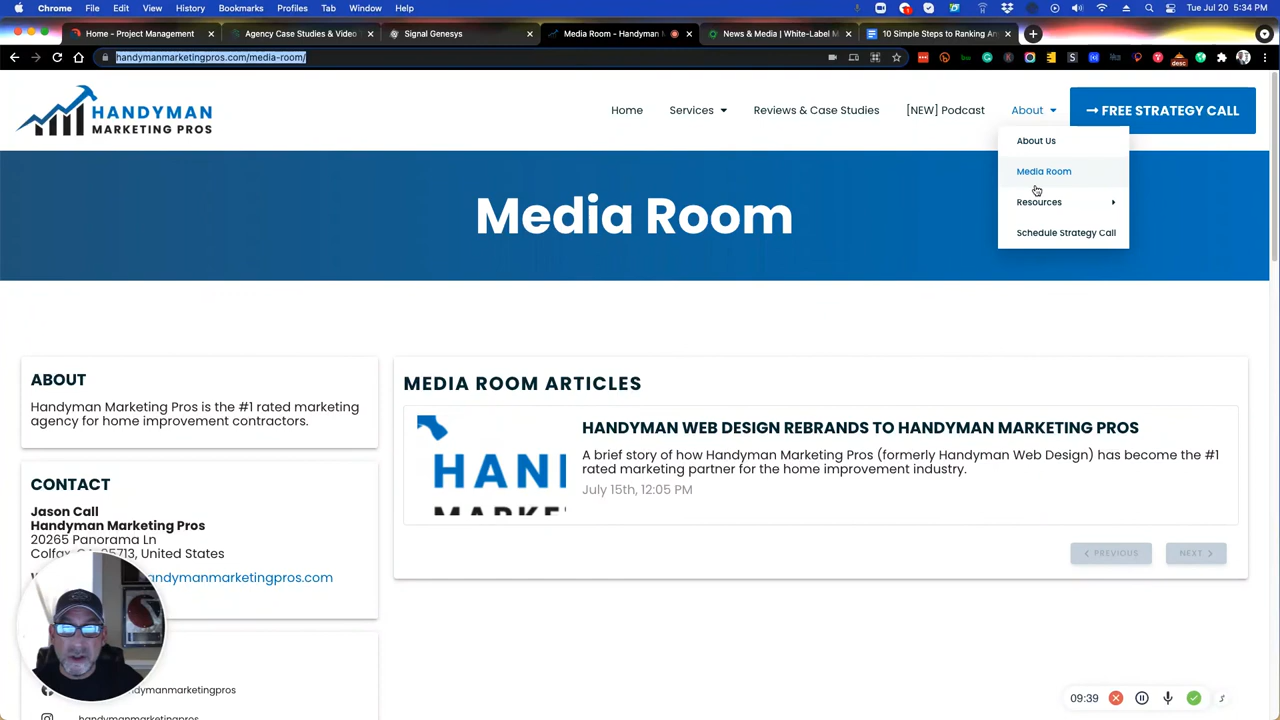 Chrome File Edit View History Bookmarks Profiles Tab Window Help
Tue Jul 20 5:34 PM
Home - Project Management
Agency Case Studies & Video T
Signal Genesys
Media Room - Handyman
News & Media | White-Label M
10 Simple Steps to Ranking An
handymanmarketingpros.com/media-room/
HANDYMAN
MARKETING PROS
Home
Services
Reviews & Case Studies
[NEW] Podcast
About
FREE STRATEGY CALL
About Us
Media Room
Resources
Schedule Strategy Call
Media Room
ABOUT
Handyman Marketing Pros is the #1 rated marketing
agency for home improvement contractors.
CONTACT
Jason Call
Handyman Marketing Pros
20265 Panorama Ln
Colfax, CA 95713, United States
andymanmarketingpros.com
dymanmarketingpros
handymanmarketingpros
MEDIA ROOM ARTICLES
HANDYMAN WEB DESIGN REBRANDS TO HANDYMAN MARKETING PROS
A brief story of how Handyman Marketing Pros (formerly Handyman Web Design) has become the #1
rated marketing partner for the home improvement industry.
July 15th, 12:05 PM
PREVIOUS
NEXT
09:39